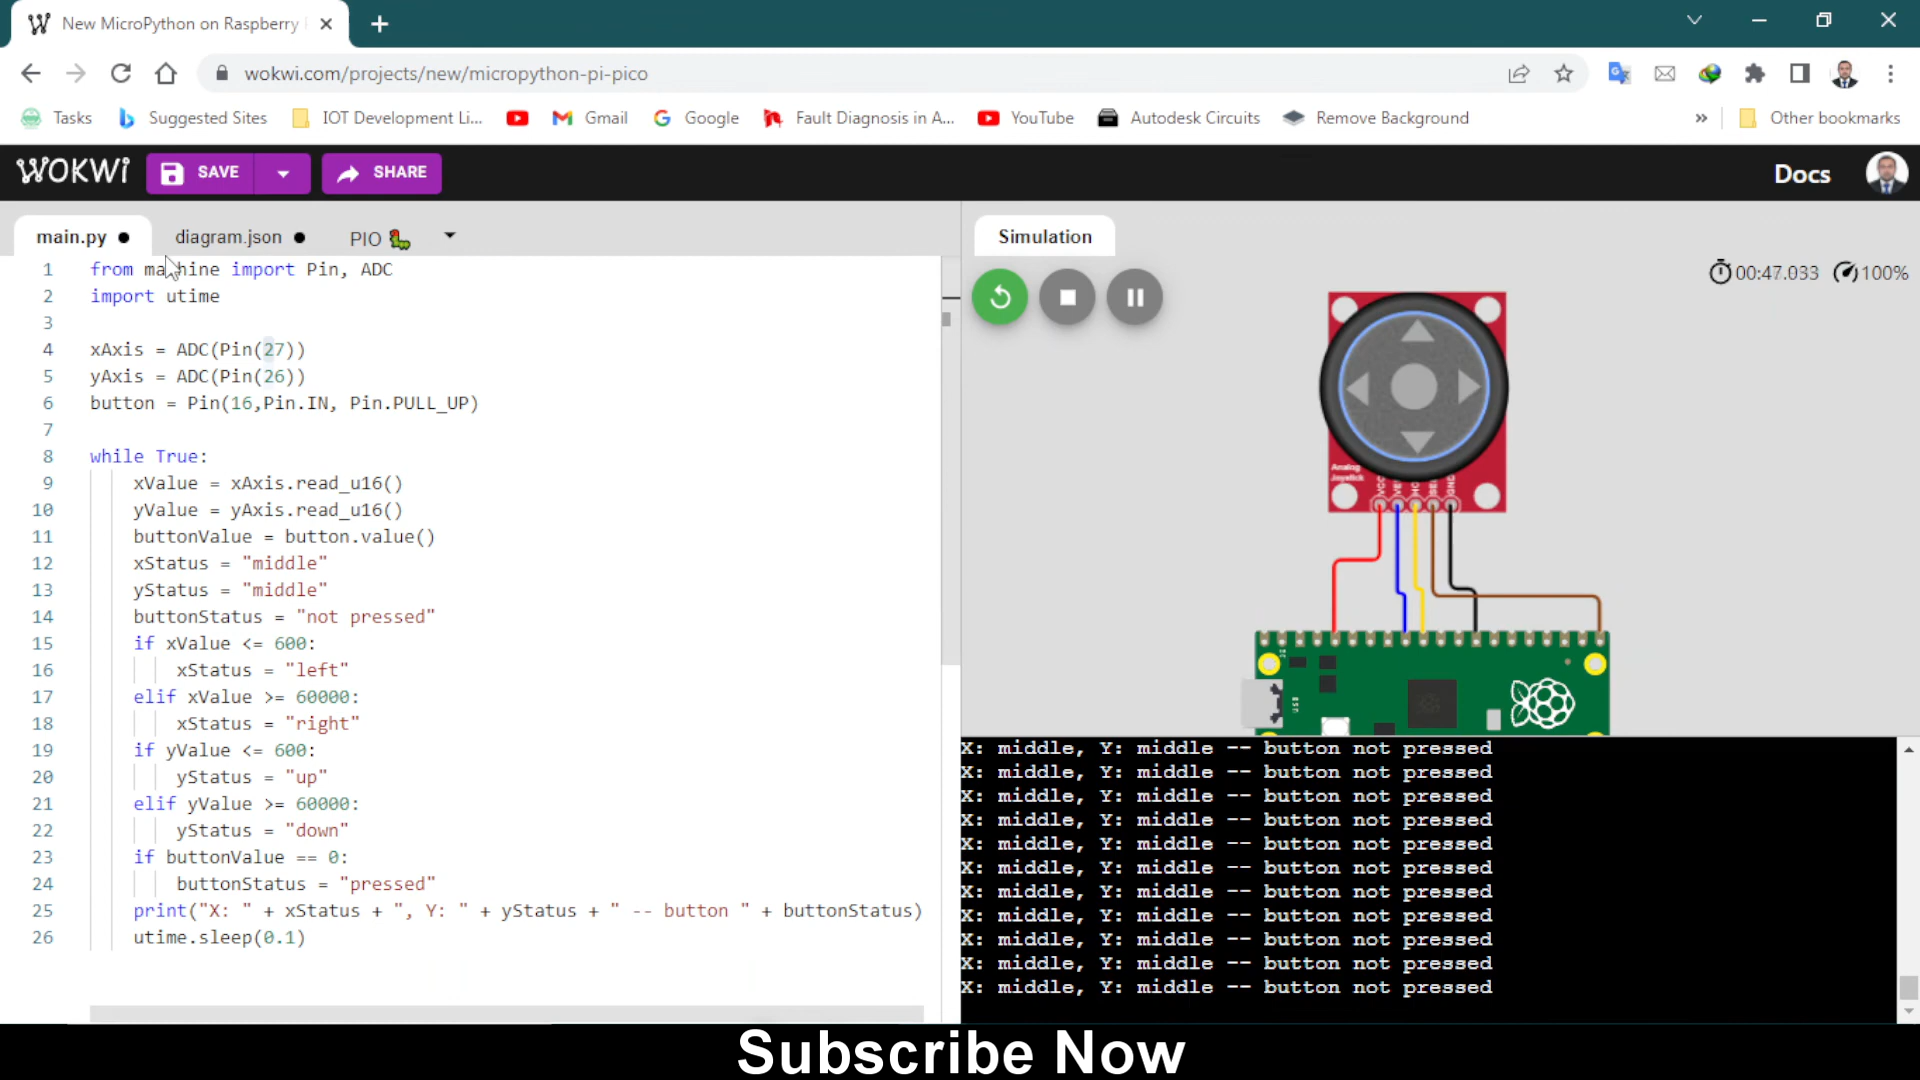 New MicroPython on Raspberry
wokwi.com/projects/new/micropython-pi-pico
Tasks
Suggested Sites
IOT Development Li...
Gmail
Google
Fault Diagnosis in A...
YouTube
Autodesk Circuits
Remove Background
»
Other bookmarks
WOKWi
SAVE
SHARE
Docs
main.py
diagram.json
PIO
Simulation
00:47.033
100%
1 from machine import Pin, ADC
2 import utime
3
4 xAxis = ADC(Pin(27))
5 yAxis = ADC(Pin(26))
6 button = Pin(16,Pin.IN, Pin.PULL_UP)
7
8 while True:
9 xValue = xAxis.read_u16()
10 yValue = yAxis.read_u16()
11 buttonValue = button.value()
12 xStatus = "middle"
13 yStatus = "middle"
14 buttonStatus = "not pressed"
15 if xValue <= 600:
16 xStatus = "left"
17 elif xValue >= 60000:
18 xStatus = "right"
19 if yValue <= 600:
20 yStatus = "up"
21 elif yValue >= 60000:
22 yStatus = "down"
23 if buttonValue == 0:
24 buttonStatus = "pressed"
25 print("X: " + xStatus + ", Y: " + yStatus + " -- button " + buttonStatus)
26 utime.sleep(0.1)
Analog
Joystick
VCC
GND
USB
X: middle, Y: middle -- button not pressed
X: middle, Y: middle -- button not pressed
X: middle, Y: middle -- button not pressed
X: middle, Y: middle -- button not pressed
X: middle, Y: middle -- button not pressed
X: middle, Y: middle -- button not pressed
X: middle, Y: middle -- button not pressed
X: middle, Y: middle -- button not pressed
X: middle, Y: middle -- button not pressed
X: middle, Y: middle -- button not pressed
X: middle, Y: middle -- button not pressed
Subscribe Now